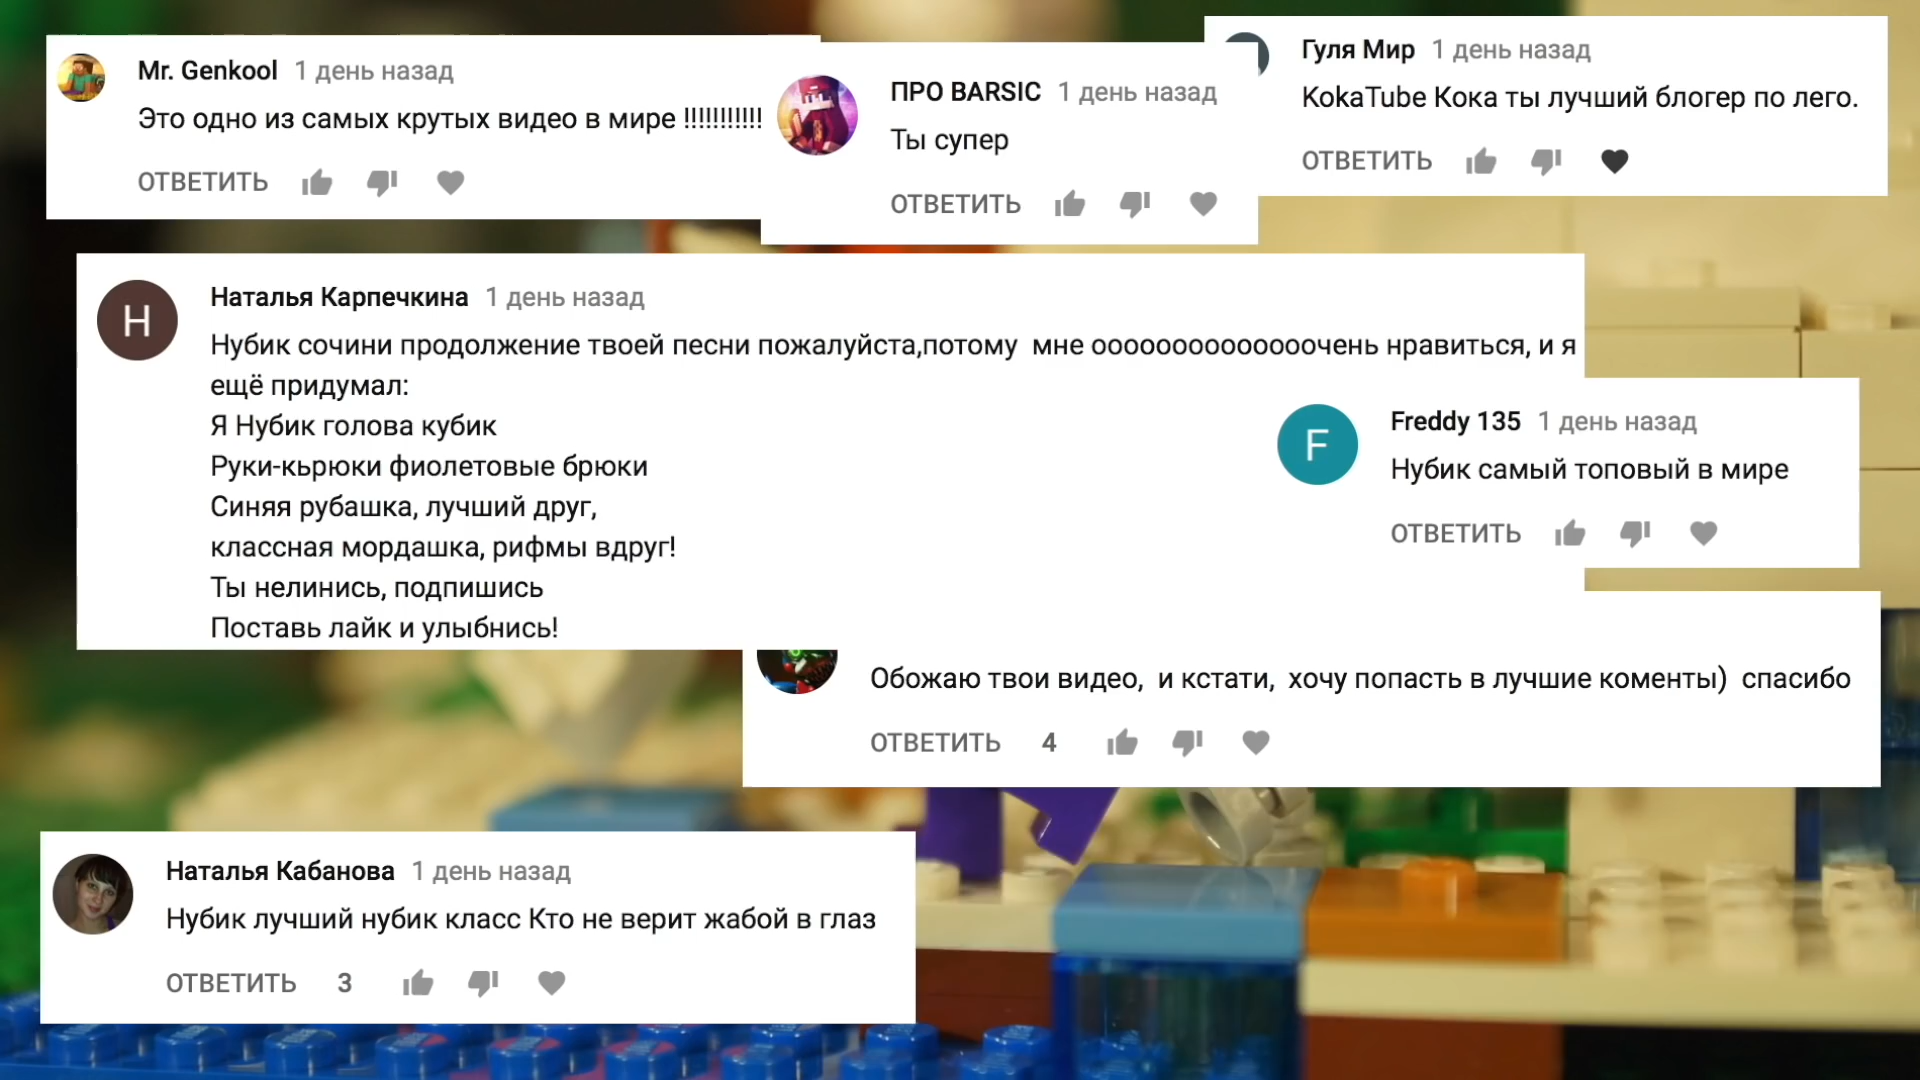 Mr. Genkool 1 день назад
Это одно из самых крутых видео в мире !!!!!!!!!!!
ОТВЕТИТЬ
ПРО BARSIC 1 день назад
Ты супер
ОТВЕТИТЬ
Гуля Мир 1 день назад
KokaTube Кока ты лучший блогер по лего.
ОТВЕТИТЬ
Н
Наталья Карпечкина 1 день назад
Нубик сочини продолжение твоей песни пожалуйста,потому мне оооооооооооооочень нравиться, и я
ещё придумал:
Я Нубик голова кубик
Руки-кьрюки фиолетовые брюки
Синяя рубашка, лучший друг,
классная мордашка, рифмы вдруг!
Ты нелинись, подпишись
Поставь лайк и улыбнись!
F
Freddy 135 1 день назад
Нубик самый топовый в мире
ОТВЕТИТЬ
Обожаю твои видео, и кстати, хочу попасть в лучшие коменты) спасибо
ОТВЕТИТЬ 4
Наталья Кабанова 1 день назад
Нубик лучший нубик класс Кто не верит жабой в глаз
ОТВЕТИТЬ 3